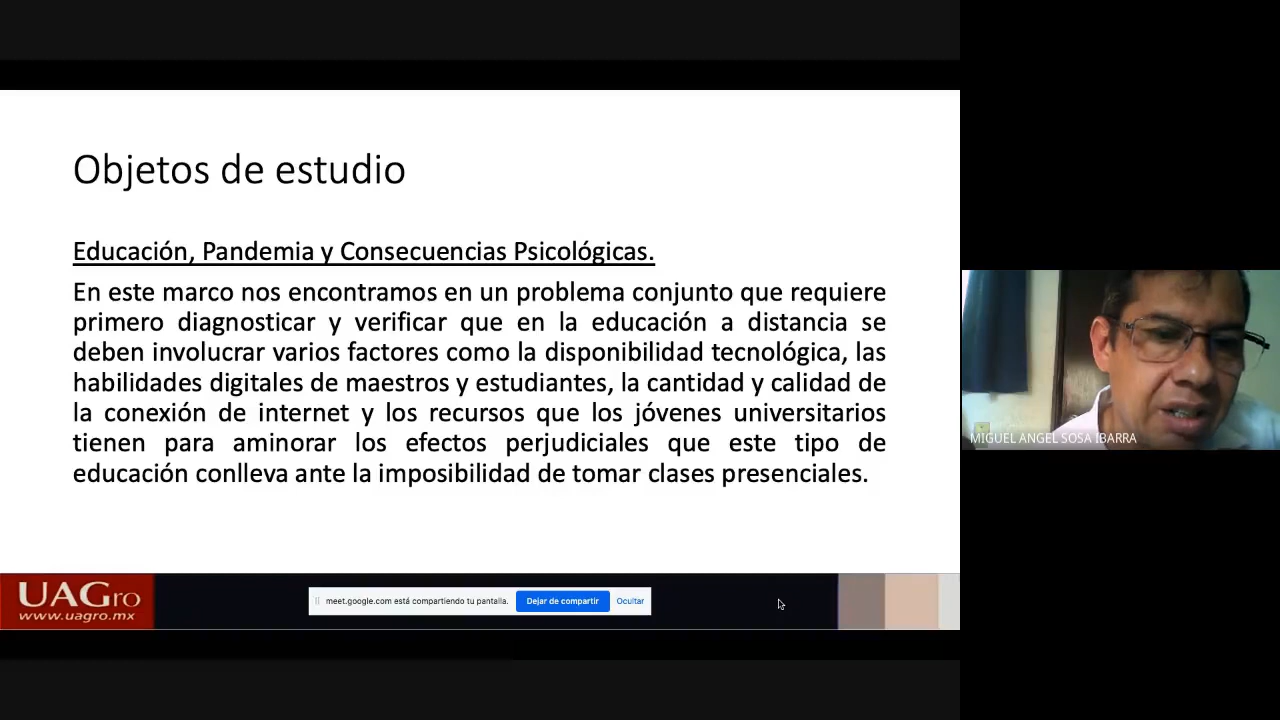 Objetos de estudio
Educación, Pandemia y Consecuencias Psicológicas.
En este marco nos encontramos en un problema conjunto que requiere
primero diagnosticar y verificar que en la educación a distancia se
deben involucrar varios factores como la disponibilidad tecnológica, las
habilidades digitales de maestros y estudiantes, la cantidad y calidad de
la conexión de internet y los recursos que los jóvenes universitarios
tienen para aminorar los efectos perjudiciales que este tipo de
educación conlleva ante la imposibilidad de tomar clases presenciales.
MIGUEL ANGEL SOSA IBARRA
UAGro
www.uagro.mx
meet.google.com está compartiendo tu pantalla.
Dejar de compartir
Ocultar